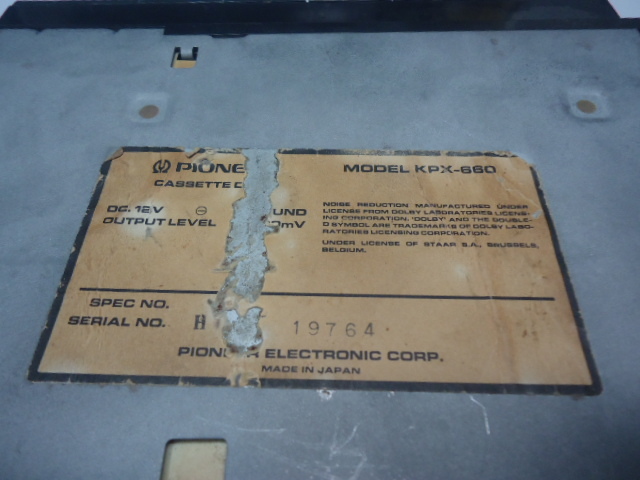 PIONE
MODEL KPX-660
CASSETTE D
DC. 12V
UND
OUTPUT LEVEL
0mV
NOISE REDUCTION MANUFACTURED UNDER
LICENSE FROM DOLBY LABORATORIES LICENS-
ING CORPORATION. 'DOLBY' AND THE DOUBLE-
D SYMBOL ARE TRADEMARKS OF DOLBY LABO-
RATORIES LICENSING CORPORATION.
UNDER LICENSE OF STAAR S.A., BRUSSELS,
BELGIUM.
SPEC NO.
SERIAL NO. 19764
PIONEER ELECTRONIC CORP.
MADE IN JAPAN